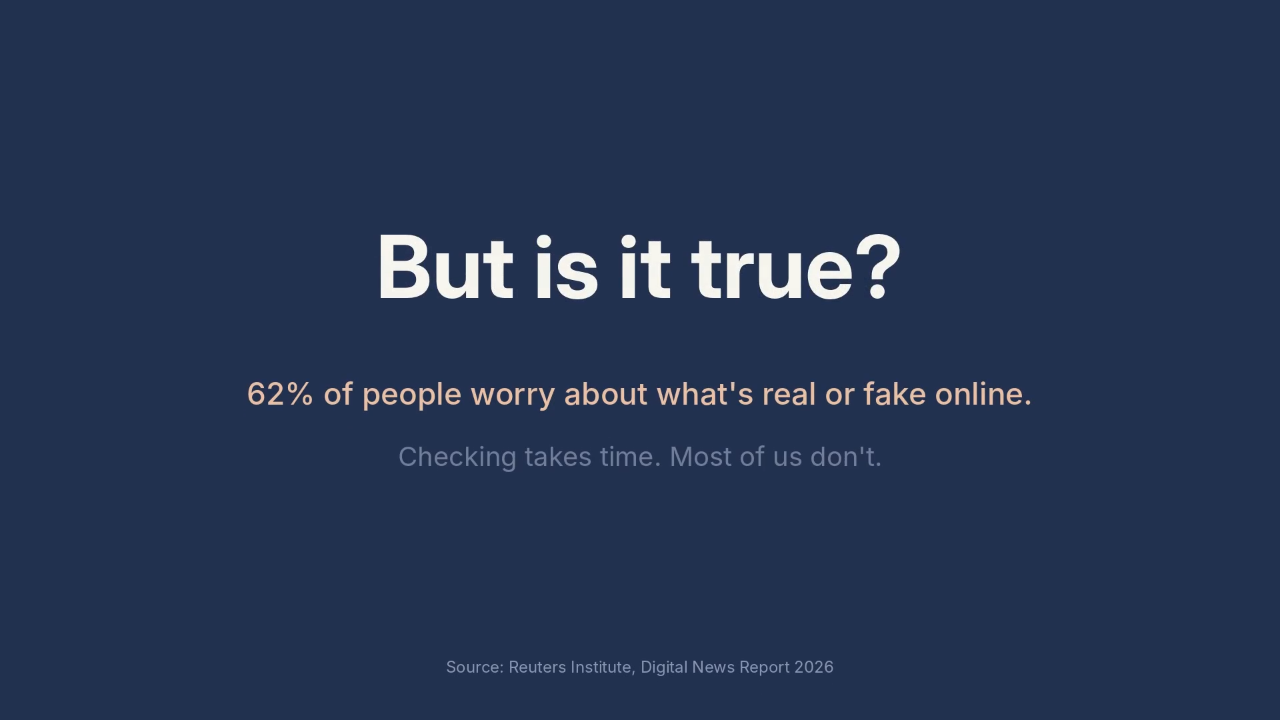 But is it true?
62% of people worry about what's real or fake online.
Checking takes time. Most of us don't.
Source: Reuters Institute, Digital News Report 2026